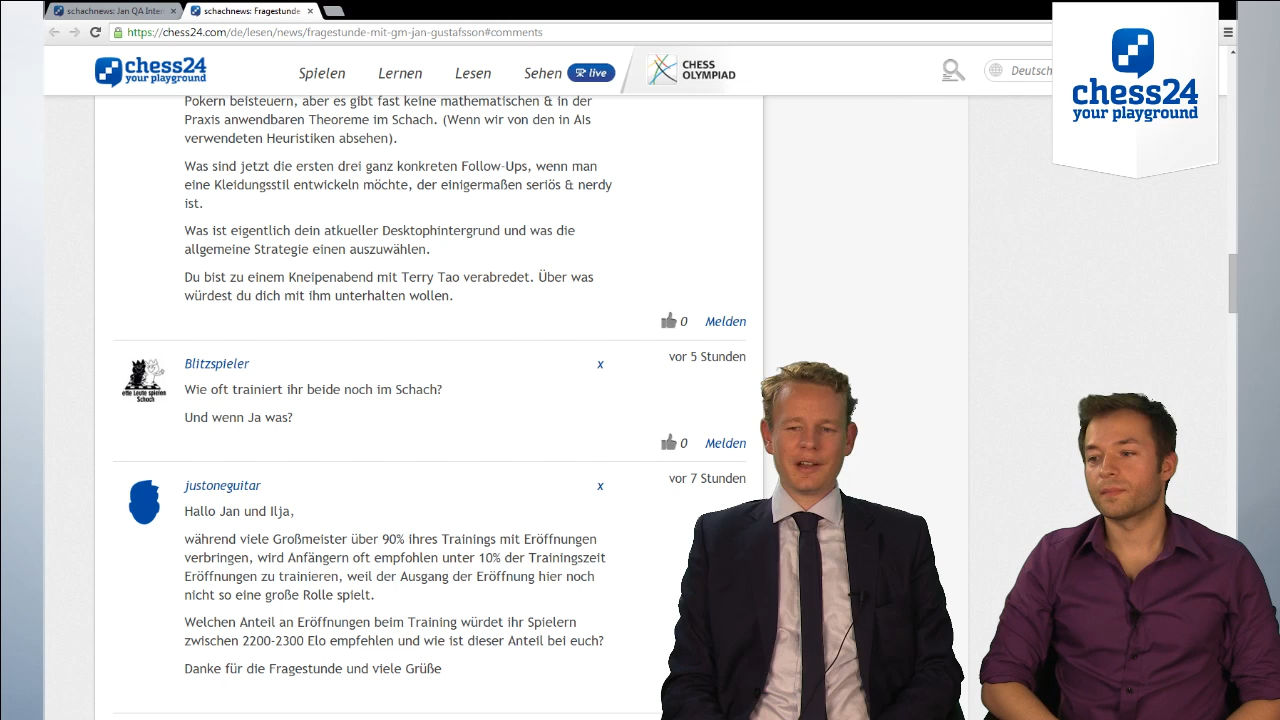 schachnews: Jan QA Inter
schachnews: Fragestunde
https://chess24.com/de/lesen/news/fragestunde-mit-gm-jan-gustafsson#comments
chess24
your playground
Spielen
Lernen
Lesen
Sehen
live
CHESS
OLYMPIAD
Deutsch
chess24
your playground
Pokern beisteuern, aber es gibt fast keine mathematischen & in der
Praxis anwendbaren Theoreme im Schach. (Wenn wir von den in AIs
verwendeten Heuristiken absehen).
Was sind jetzt die ersten drei ganz konkreten Follow-Ups, wenn man
eine Kleidungsstil entwickeln möchte, der einigermaßen seriös & nerdy
ist.
Was ist eigentlich dein atkueller Desktophintergrund und was die
allgemeine Strategie einen auszuwählen.
Du bist zu einem Kneipenabend mit Terry Tao verabredet. Über was
würdest du dich mit ihm unterhalten wollen.
0 Melden
Blitzspieler
x
vor 5 Stunden
ette Leute spielen
Schach
Wie oft trainiert ihr beide noch im Schach?
Und wenn Ja was?
0 Melden
justoneguitar
x
vor 7 Stunden
Hallo Jan und Ilja,
während viele Großmeister über 90% ihres Trainings mit Eröffnungen
verbringen, wird Anfängern oft empfohlen unter 10% der Trainingszeit
Eröffnungen zu trainieren, weil der Ausgang der Eröffnung hier noch
nicht so eine große Rolle spielt.
Welchen Anteil an Eröffnungen beim Training würdet ihr Spielern
zwischen 2200-2300 Elo empfehlen und wie ist dieser Anteil bei euch?
Danke für die Fragestunde und viele Grüße